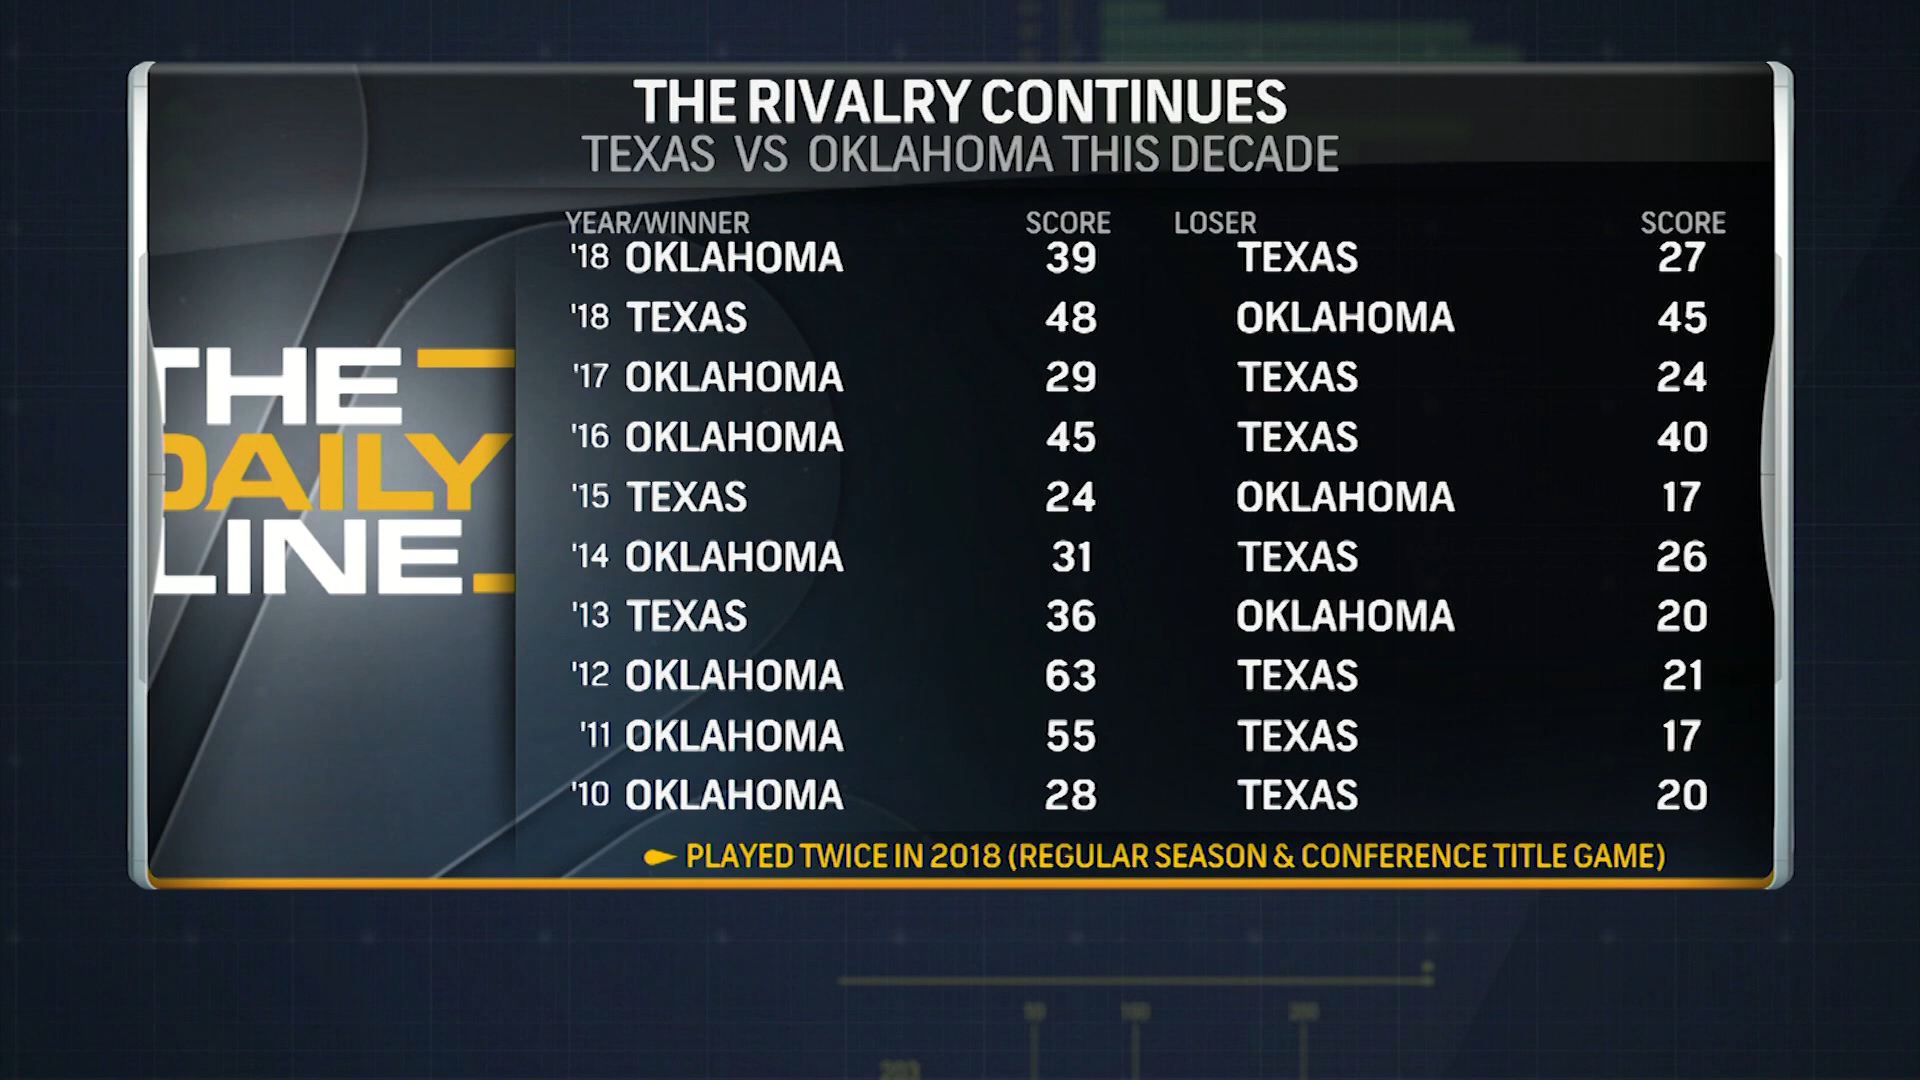 THE RIVALRY CONTINUES
TEXAS VS OKLAHOMA THIS DECADE
THE
DAILY
LINE
YEAR/WINNER SCORE LOSER SCORE
'18 OKLAHOMA 39 TEXAS 27
'18 TEXAS 48 OKLAHOMA 45
'17 OKLAHOMA 29 TEXAS 24
'16 OKLAHOMA 45 TEXAS 40
'15 TEXAS 24 OKLAHOMA 17
'14 OKLAHOMA 31 TEXAS 26
'13 TEXAS 36 OKLAHOMA 20
'12 OKLAHOMA 63 TEXAS 21
'11 OKLAHOMA 55 TEXAS 17
'10 OKLAHOMA 28 TEXAS 20
PLAYED TWICE IN 2018 (REGULAR SEASON & CONFERENCE TITLE GAME)